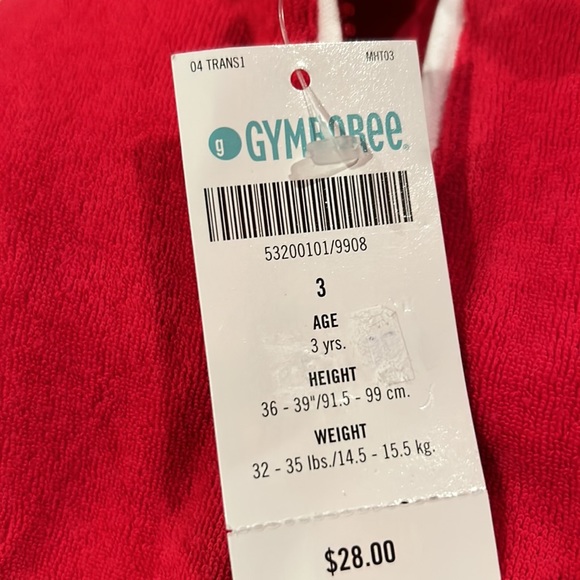 04 TRANS1 MHT03
g GYMBOREE®
53200101/9908
3
AGE
3 yrs.
HEIGHT
36 - 39"/91.5 - 99 cm.
WEIGHT
32 - 35 lbs./14.5 - 15.5 kg.
$28.00